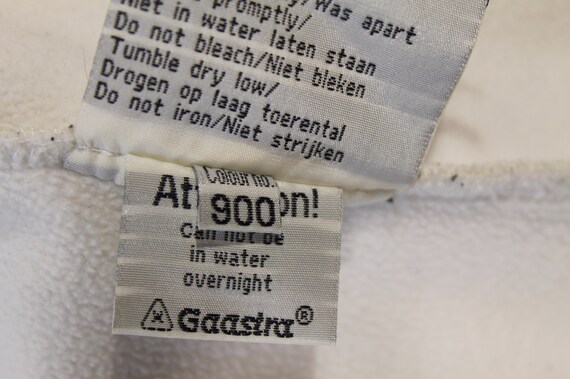 /Was apart
promptly/
Niet in water laten staan
Do not bleach/Niet bleken
Tumble dry low/
Drogen op laag toerental
Do not iron/Niet strijken
Colour no.
900
Can not be
in water
overnight
Gaastra®